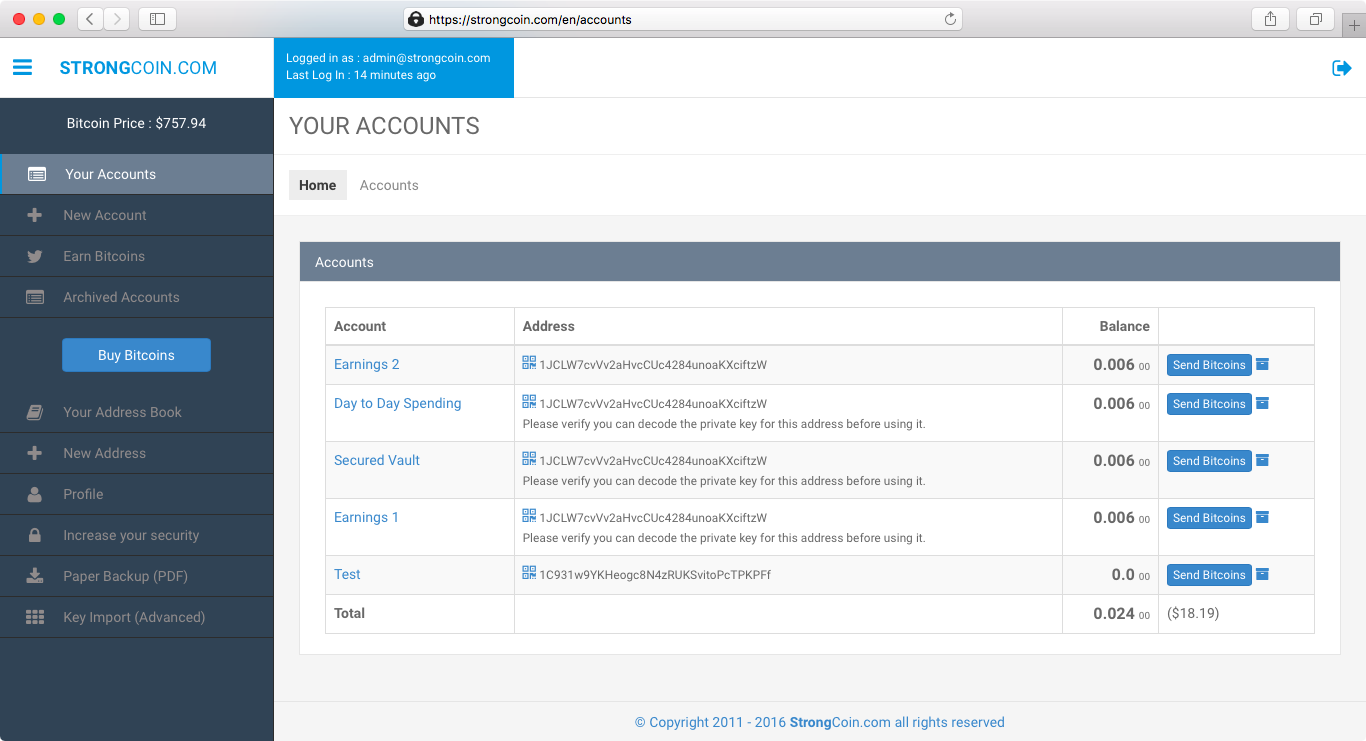 https://strongcoin.com/en/accounts
STRONGCOIN.COM
Logged in as : admin@strongcoin.com
Last Log In : 14 minutes ago
Bitcoin Price : $757.94
Your Accounts
New Account
Earn Bitcoins
Archived Accounts
Buy Bitcoins
Your Address Book
New Address
Profile
Increase your security
Paper Backup (PDF)
Key Import (Advanced)
YOUR ACCOUNTS
Home Accounts
Accounts
Account Address Balance
Earnings 2 1JCLW7cvVv2aHvcCUc4284unoaKXciftzW 0.006 00 Send Bitcoins
Day to Day Spending 1JCLW7cvVv2aHvcCUc4284unoaKXciftzW 0.006 00 Send Bitcoins
Please verify you can decode the private key for this address before using it.
Secured Vault 1JCLW7cvVv2aHvcCUc4284unoaKXciftzW 0.006 00 Send Bitcoins
Please verify you can decode the private key for this address before using it.
Earnings 1 1JCLW7cvVv2aHvcCUc4284unoaKXciftzW 0.006 00 Send Bitcoins
Please verify you can decode the private key for this address before using it.
Test 1C931w9YKHeogc8N4zRUKSvitoPcTPKPFf 0.0 00 Send Bitcoins
Total 0.024 00 ($18.19)
© Copyright 2011 - 2016 StrongCoin.com all rights reserved